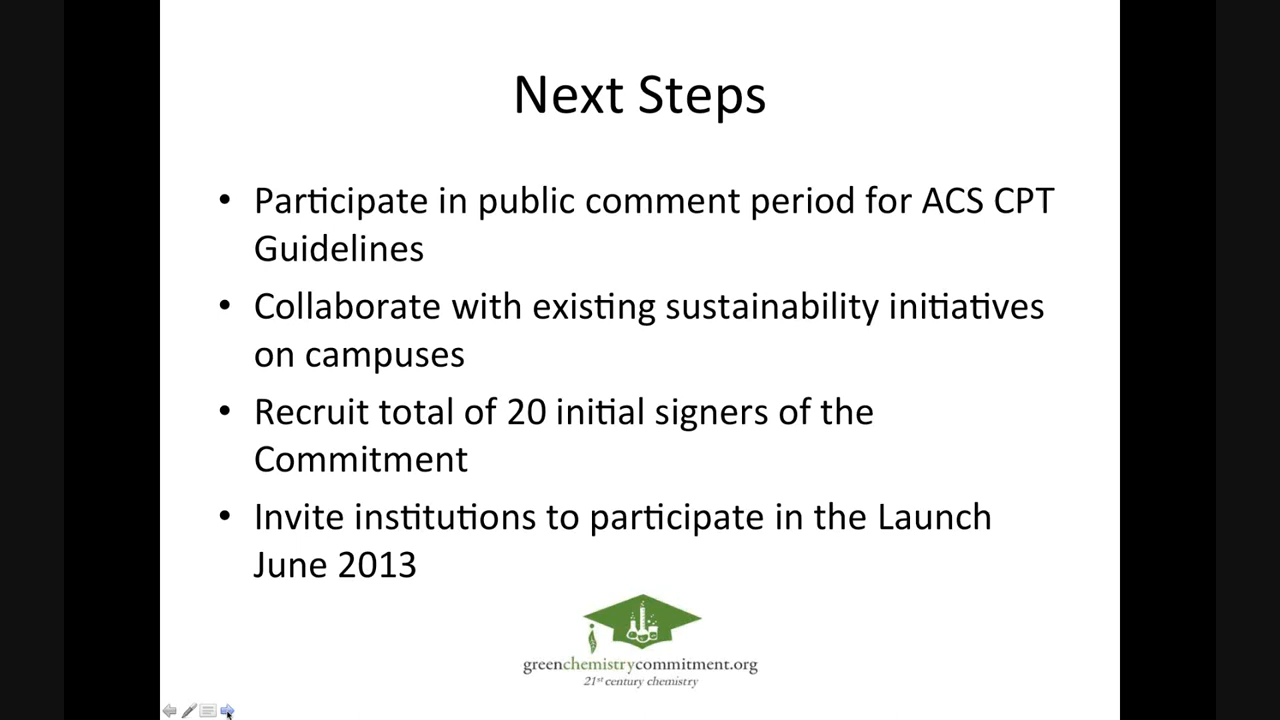 Next Steps
• Participate in public comment period for ACS CPT
Guidelines
• Collaborate with existing sustainability initiatives
on campuses
• Recruit total of 20 initial signers of the
Commitment
• Invite institutions to participate in the Launch
June 2013
greenchemistrycommitment.org
21st century chemistry